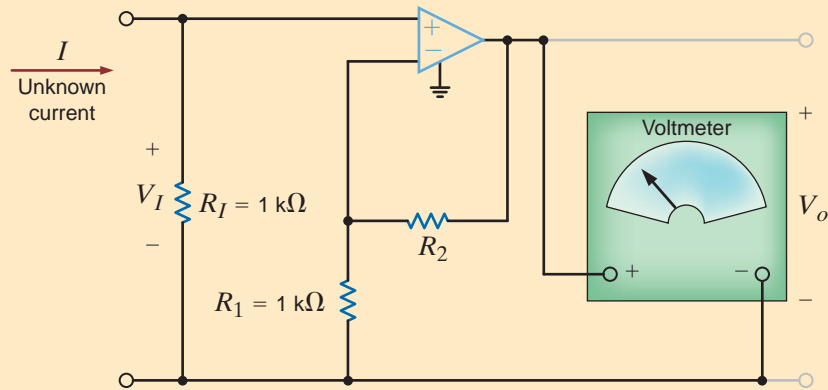 I
Unknown
current
+
V_I
−
R_I = 1 kΩ
R_1 = 1 kΩ
+
−
R_2
Voltmeter
+
−
+
V_o
−